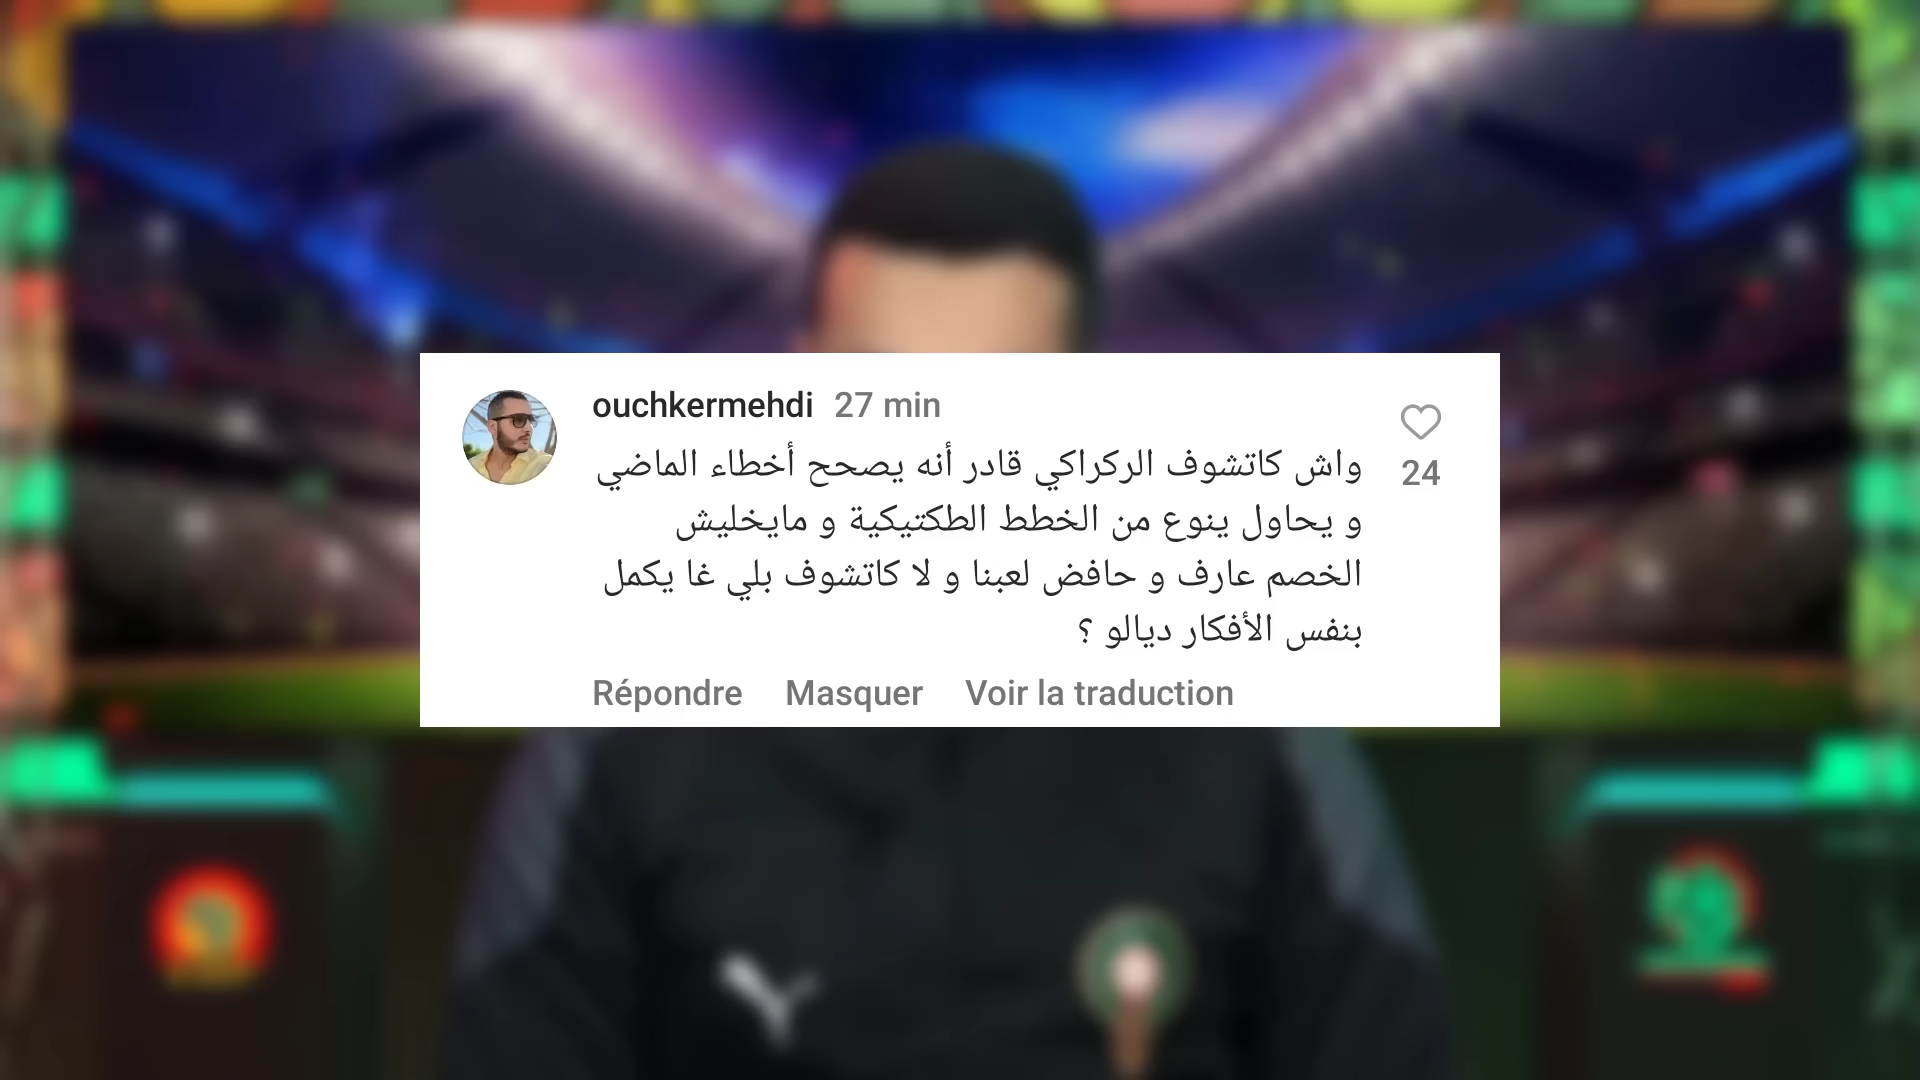 ouchkermehdi 27 min
واش كاتشوف الركراكي قادر أنه يصحح أخطاء الماضي
و يحاول ينوع من الخطط الطكتيكية و مايخليش
الخصم عارف و حافض لعبنا و لا كاتشوف بلي غا يكمل
بنفس الأفكار ديالو ؟
24
Répondre Masquer Voir la traduction